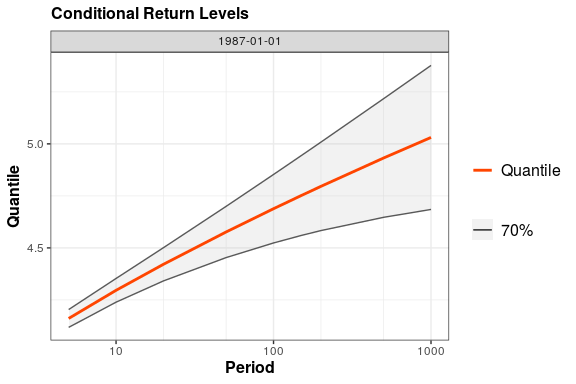 Conditional Return Levels
1987-01-01
5.0
4.5
Quantile
10
100
1000
Period
Quantile
70%